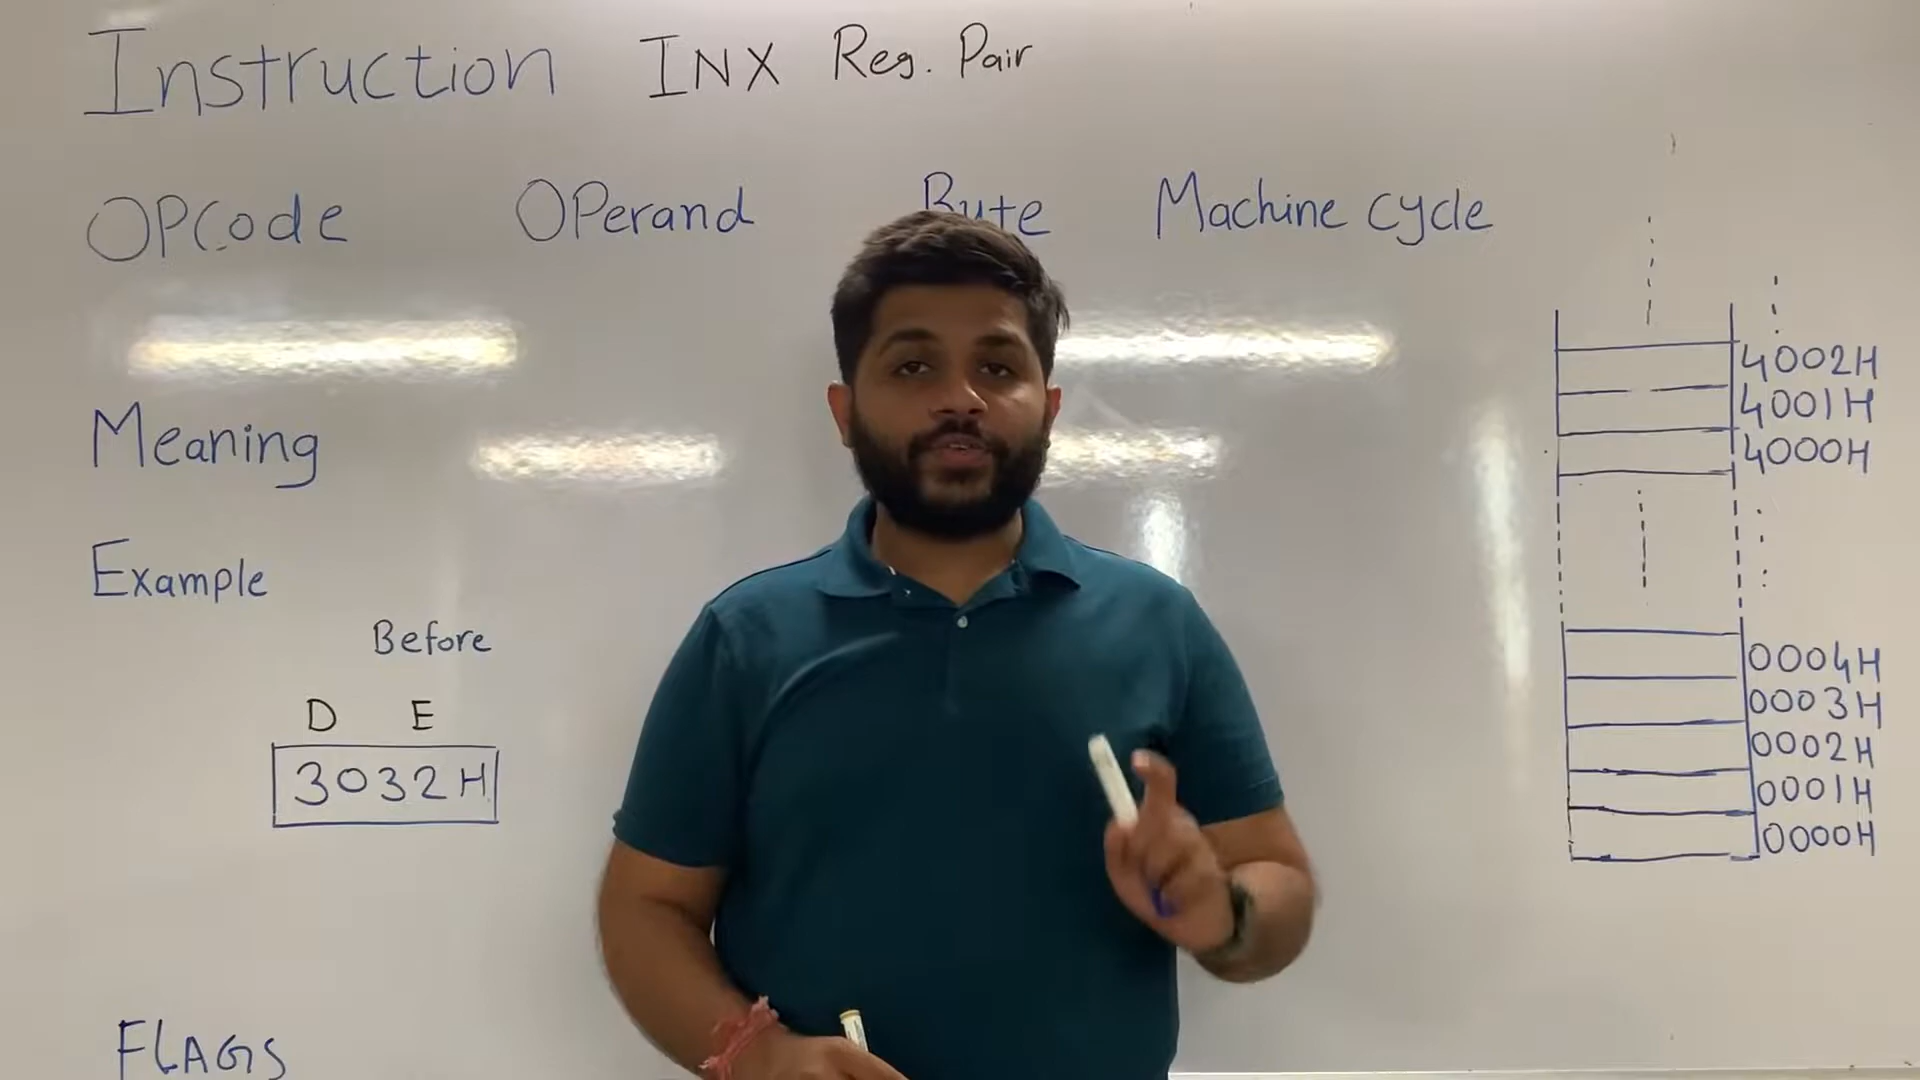 Instruction INX Reg. Pair
OPCode OPerand Byte Machine cycle
4002H
4001H
Meaning
4000H
Example
Before
0004H
D E
0003H
0002H
3032H
0001H
0000H
FLAGS